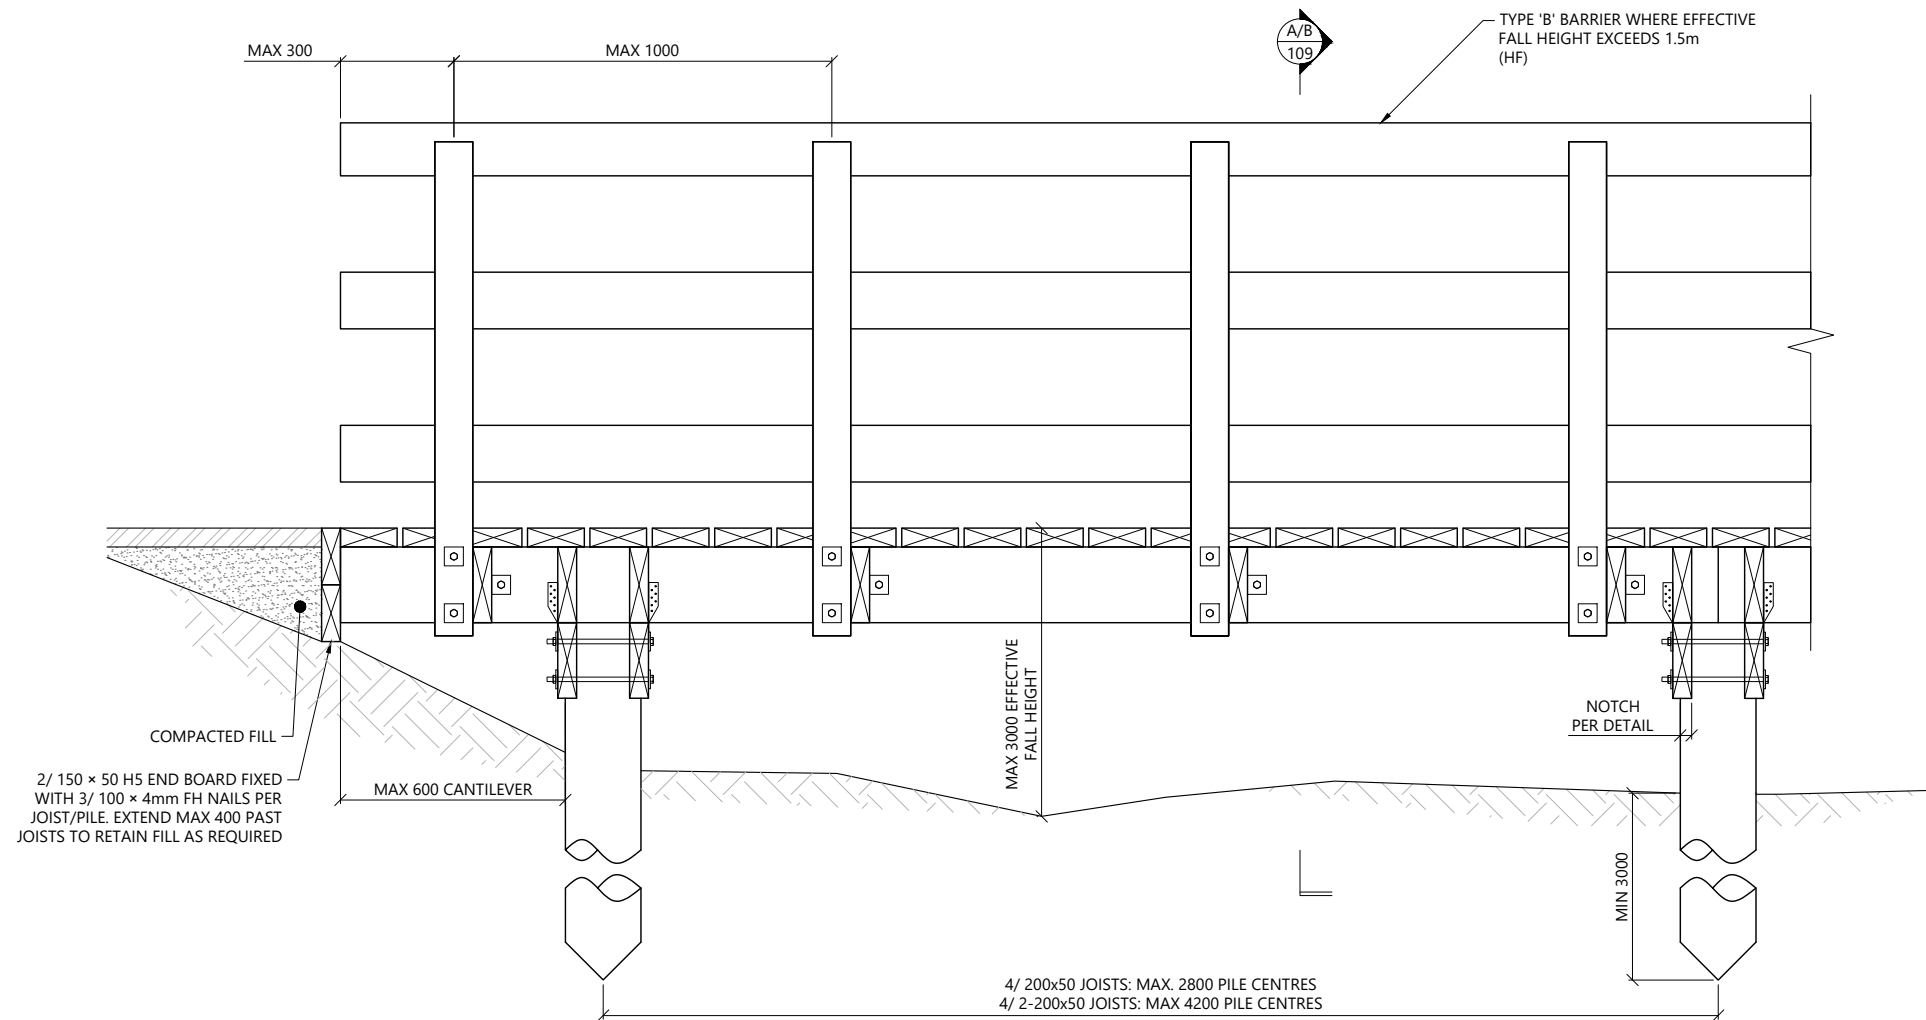 MAX 300
MAX 1000
A/B
109
TYPE 'B' BARRIER WHERE EFFECTIVE
FALL HEIGHT EXCEEDS 1.5m
(HF)
COMPACTED FILL
2/ 150 × 50 H5 END BOARD FIXED
WITH 3/ 100 × 4mm FH NAILS PER
JOIST/PILE. EXTEND MAX 400 PAST
JOISTS TO RETAIN FILL AS REQUIRED
MAX 600 CANTILEVER
MAX 3000 EFFECTIVE
FALL HEIGHT
NOTCH
PER DETAIL
MIN 3000
4/ 200x50 JOISTS: MAX. 2800 PILE CENTRES
4/ 2-200x50 JOISTS: MAX 4200 PILE CENTRES